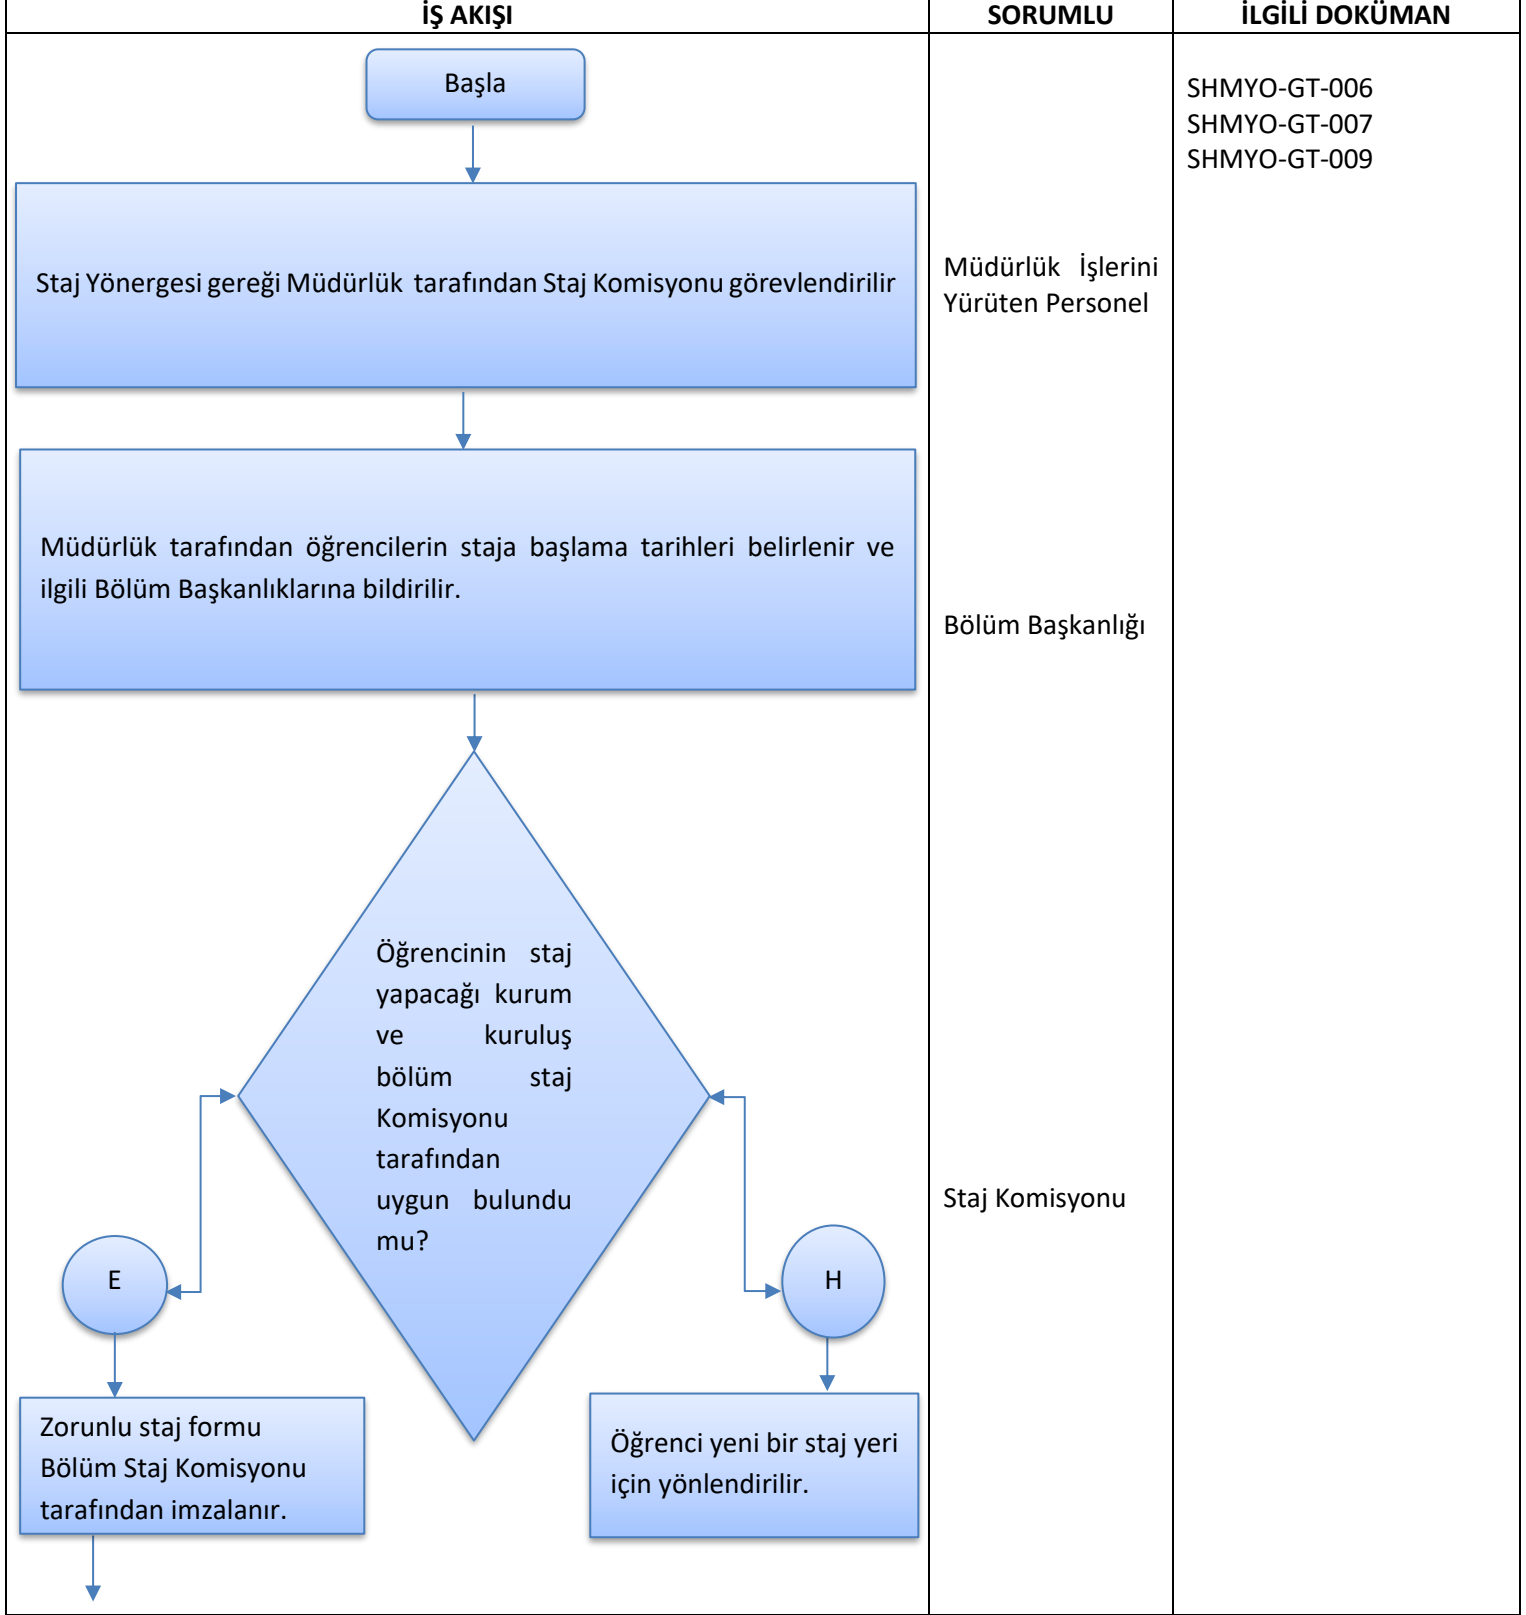 İŞ AKIŞI
SORUMLU
İLGİLİ DOKÜMAN
Başla
SHMYO-GT-006
SHMYO-GT-007
SHMYO-GT-009
Staj Yönergesi gereği Müdürlük tarafından Staj Komisyonu görevlendirilir
Müdürlük İşlerini
Yürüten Personel
Müdürlük tarafından öğrencilerin staja başlama tarihleri belirlenir ve
ilgili Bölüm Başkanlıklarına bildirilir.
Bölüm Başkanlığı
Öğrencinin staj
yapacağı kurum
ve kuruluş
bölüm staj
Komisyonu
tarafından
uygun bulundu
mu?
Staj Komisyonu
E
H
Zorunlu staj formu
Bölüm Staj Komisyonu
tarafından imzalanır.
Öğrenci yeni bir staj yeri
için yönlendirilir.